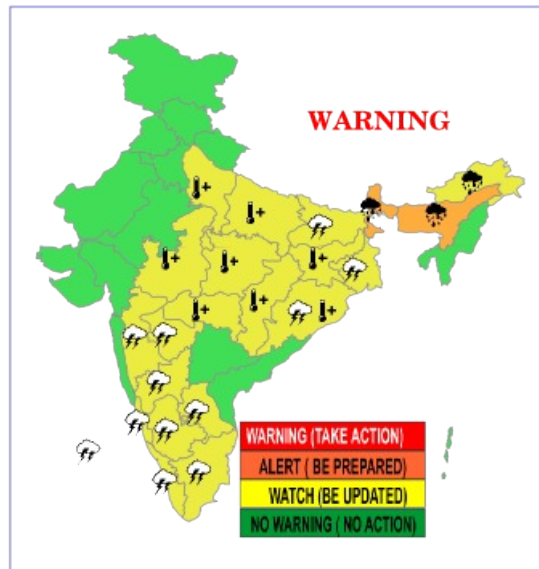 WARNING
WARNING (TAKE ACTION)
ALERT ( BE PREPARED)
WATCH (BE UPDATED)
NO WARNING ( NO ACTION)